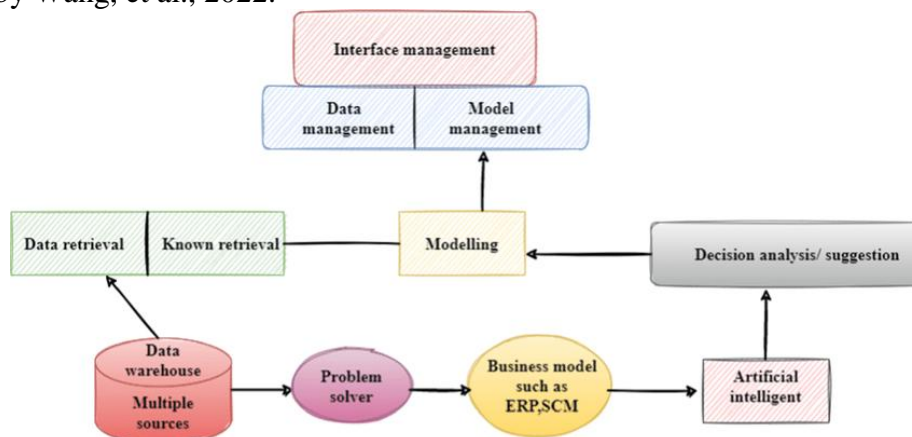 by Wang, et al., 2022.
Interface management
Data
management
Model
management
Data retrieval
Known retrieval
Modelling
Decision analysis/ suggestion
Data
warehouse
Multiple
sources
Problem
solver
Business model
such as
ERP,SCM
Artificial
intelligent